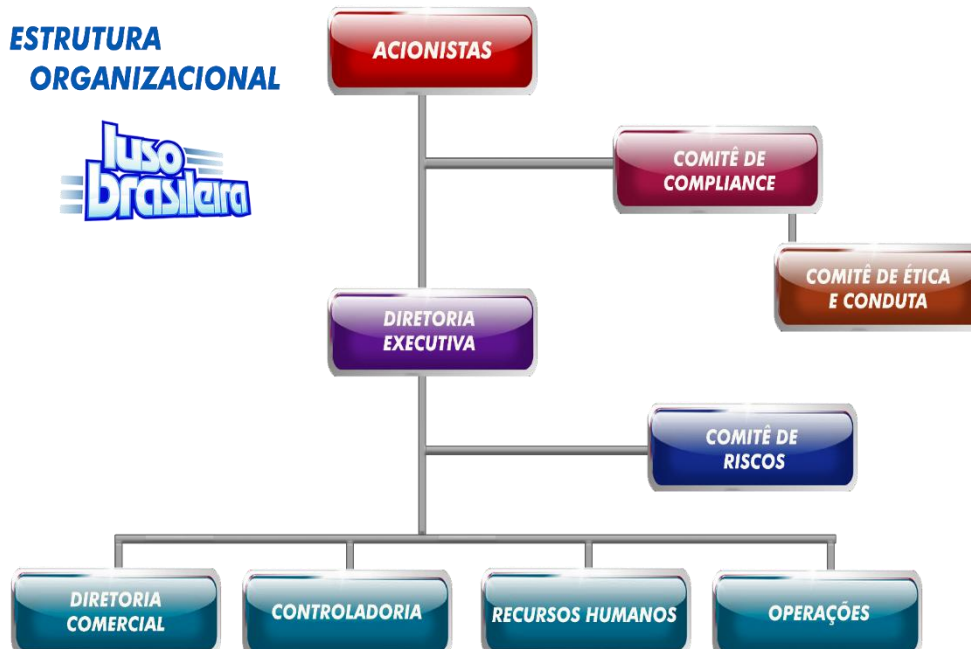 ESTRUTURA
ORGANIZACIONAL
luso
brasileira
ACIONISTAS
COMITÊ DE
COMPLIANCE
COMITÊ DE ÉTICA
E CONDUTA
DIRETORIA
EXECUTIVA
COMITÊ DE
RISCOS
DIRETORIA
COMERCIAL
CONTROLADORIA
RECURSOS HUMANOS
OPERAÇÕES